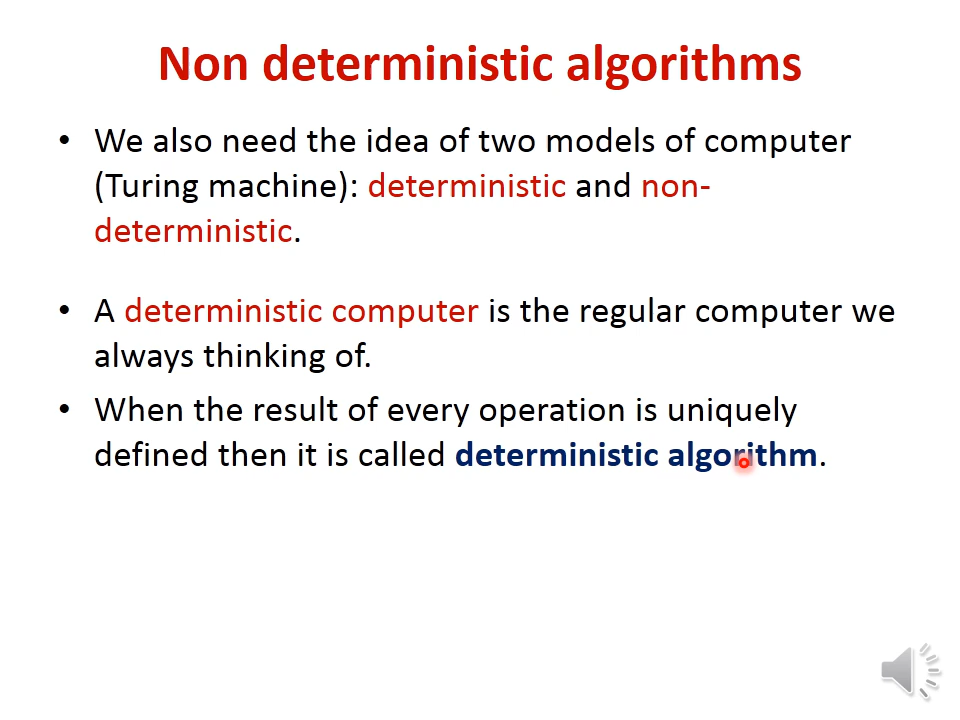 Non deterministic algorithms
• We also need the idea of two models of computer
(Turing machine): deterministic and non-
deterministic.
• A deterministic computer is the regular computer we
always thinking of.
• When the result of every operation is uniquely
defined then it is called deterministic algorithm.